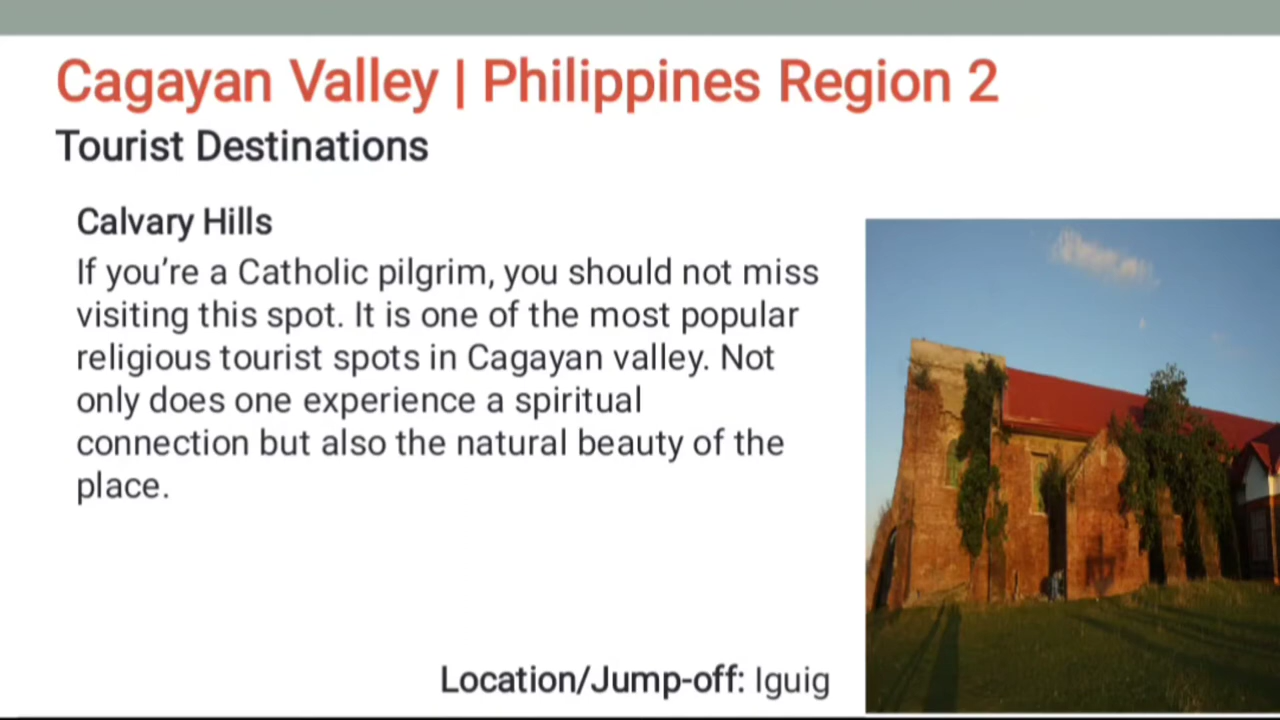 Cagayan Valley | Philippines Region 2
Tourist Destinations
Calvary Hills
If you’re a Catholic pilgrim, you should not miss
visiting this spot. It is one of the most popular
religious tourist spots in Cagayan valley. Not
only does one experience a spiritual
connection but also the natural beauty of the
place.
Location/Jump-off: Iguig